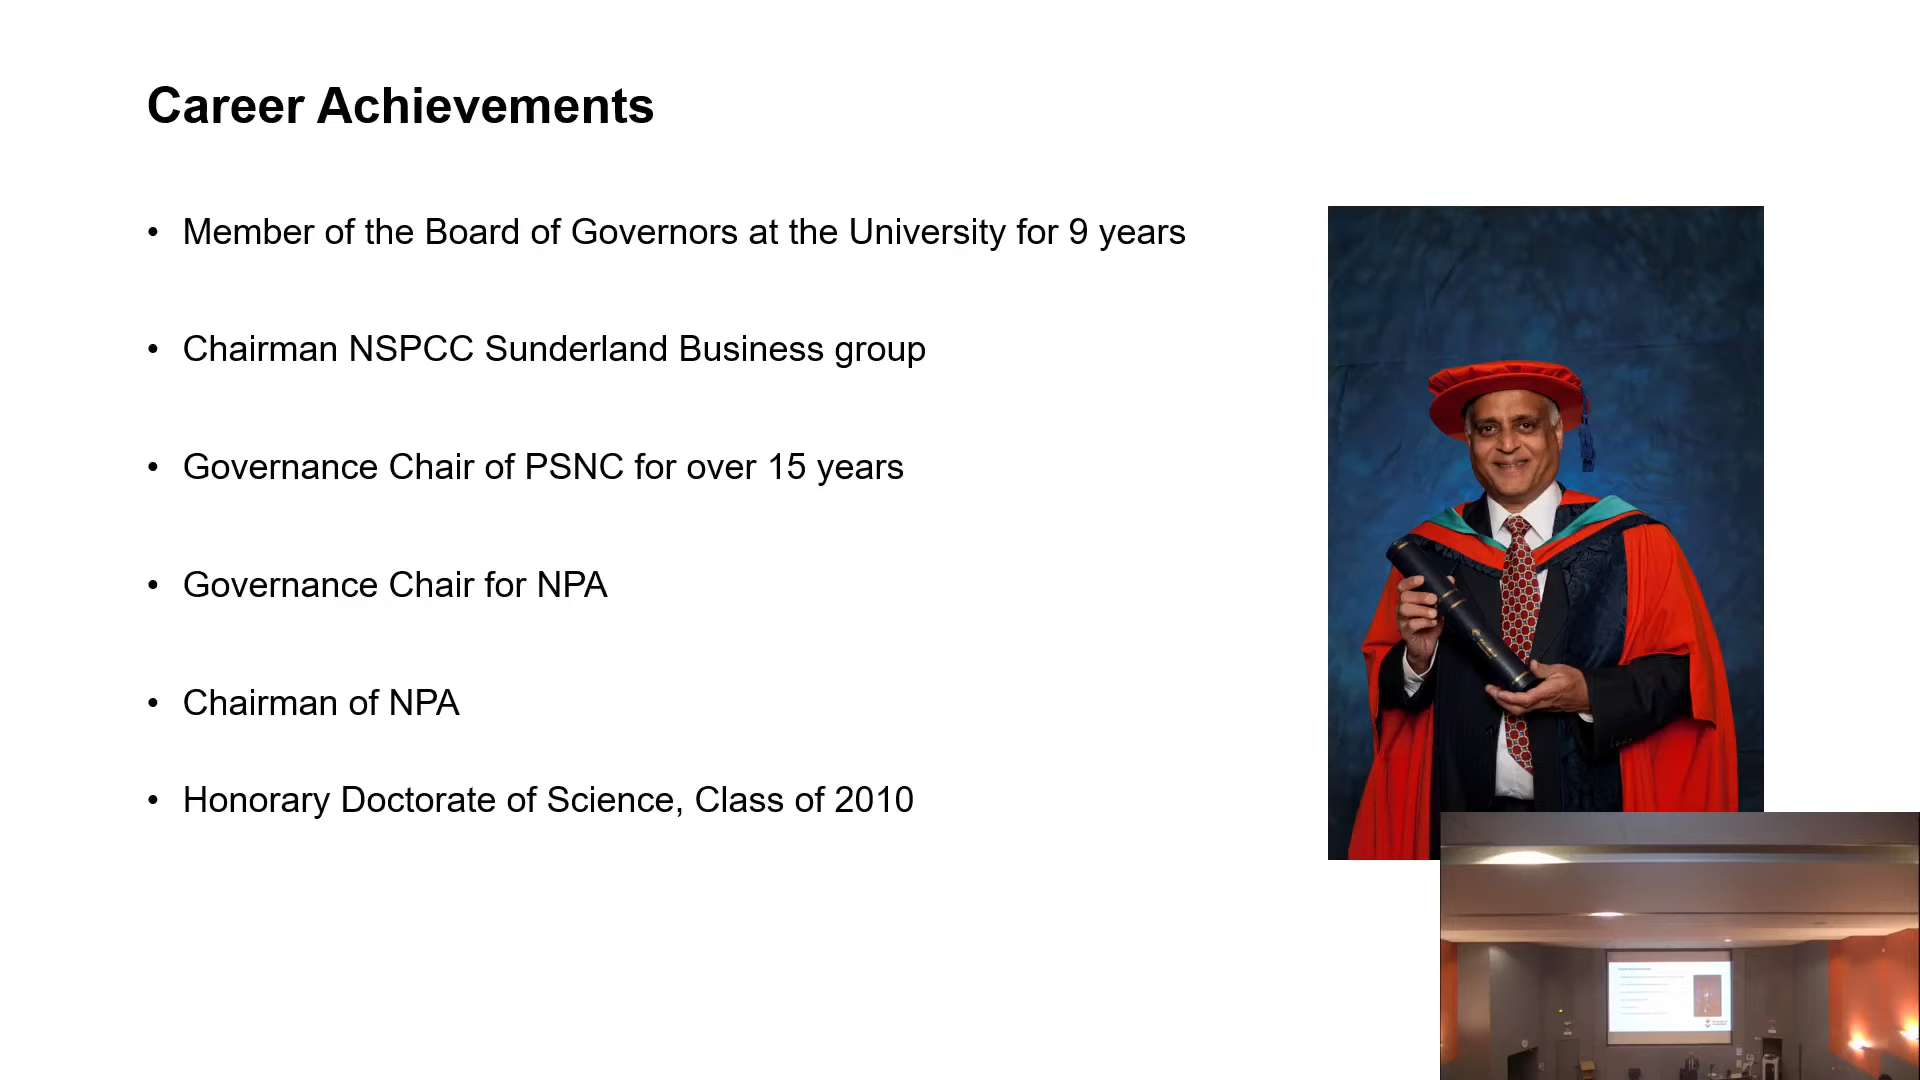 Career Achievements
• Member of the Board of Governors at the University for 9 years
• Chairman NSPCC Sunderland Business group
• Governance Chair of PSNC for over 15 years
• Governance Chair for NPA
• Chairman of NPA
• Honorary Doctorate of Science, Class of 2010